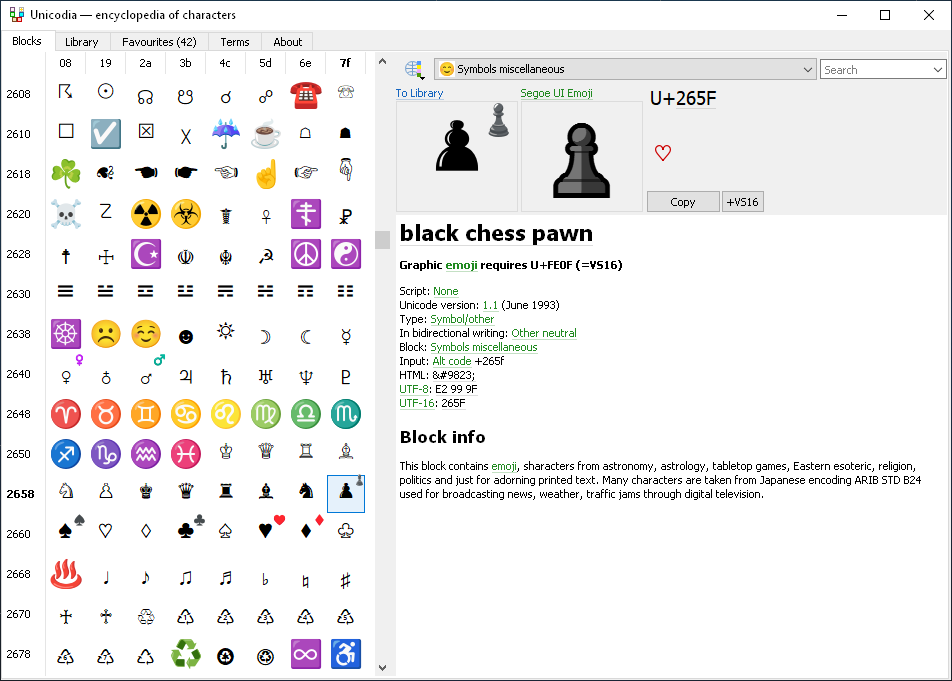 Unicodia — encyclopedia of characters
Blocks Library Favourites (42) Terms About
08 19 2a 3b 4c 5d 6e 7f
2608
2610
2618
2620
2628
2630
2638
2640
2648
2650
2658
2660
2668
2670
2678
Symbols miscellaneous
Search
To Library
Segoe UI Emoji
U+265F
Copy
+VS16
black chess pawn
Graphic emoji requires U+FE0F (=VS16)
Script: None
Unicode version: 1.1 (June 1993)
Type: Symbol/other
In bidirectional writing: Other neutral
Block: Symbols miscellaneous
Input: Alt code +265f
HTML: &#9823;
UTF-8: E2 99 9F
UTF-16: 265F
Block info
This block contains emoji, sharacters from astronomy, astrology, tabletop games, Eastern esoteric, religion,
politics and just for adorning printed text. Many characters are taken from Japanese encoding ARIB STD B24
used for broadcasting news, weather, traffic jams through digital television.